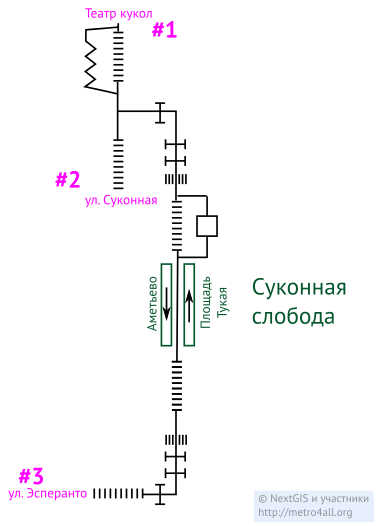 Театр кукол
#1
#2
ул. Суконная
Аметьево
Площадь
Тукая
Суконная
слобода
#3
ул. Эсперанто
© NextGIS и участники
http://metro4all.org